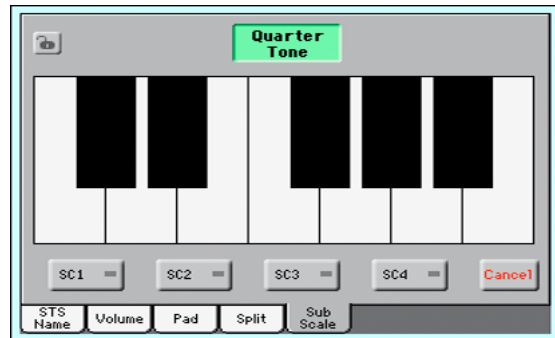 Quarter
Tone
SC1
SC2
SC3
SC4
Cancel
STS
Name
Volume
Pad
Split
Sub
Scale